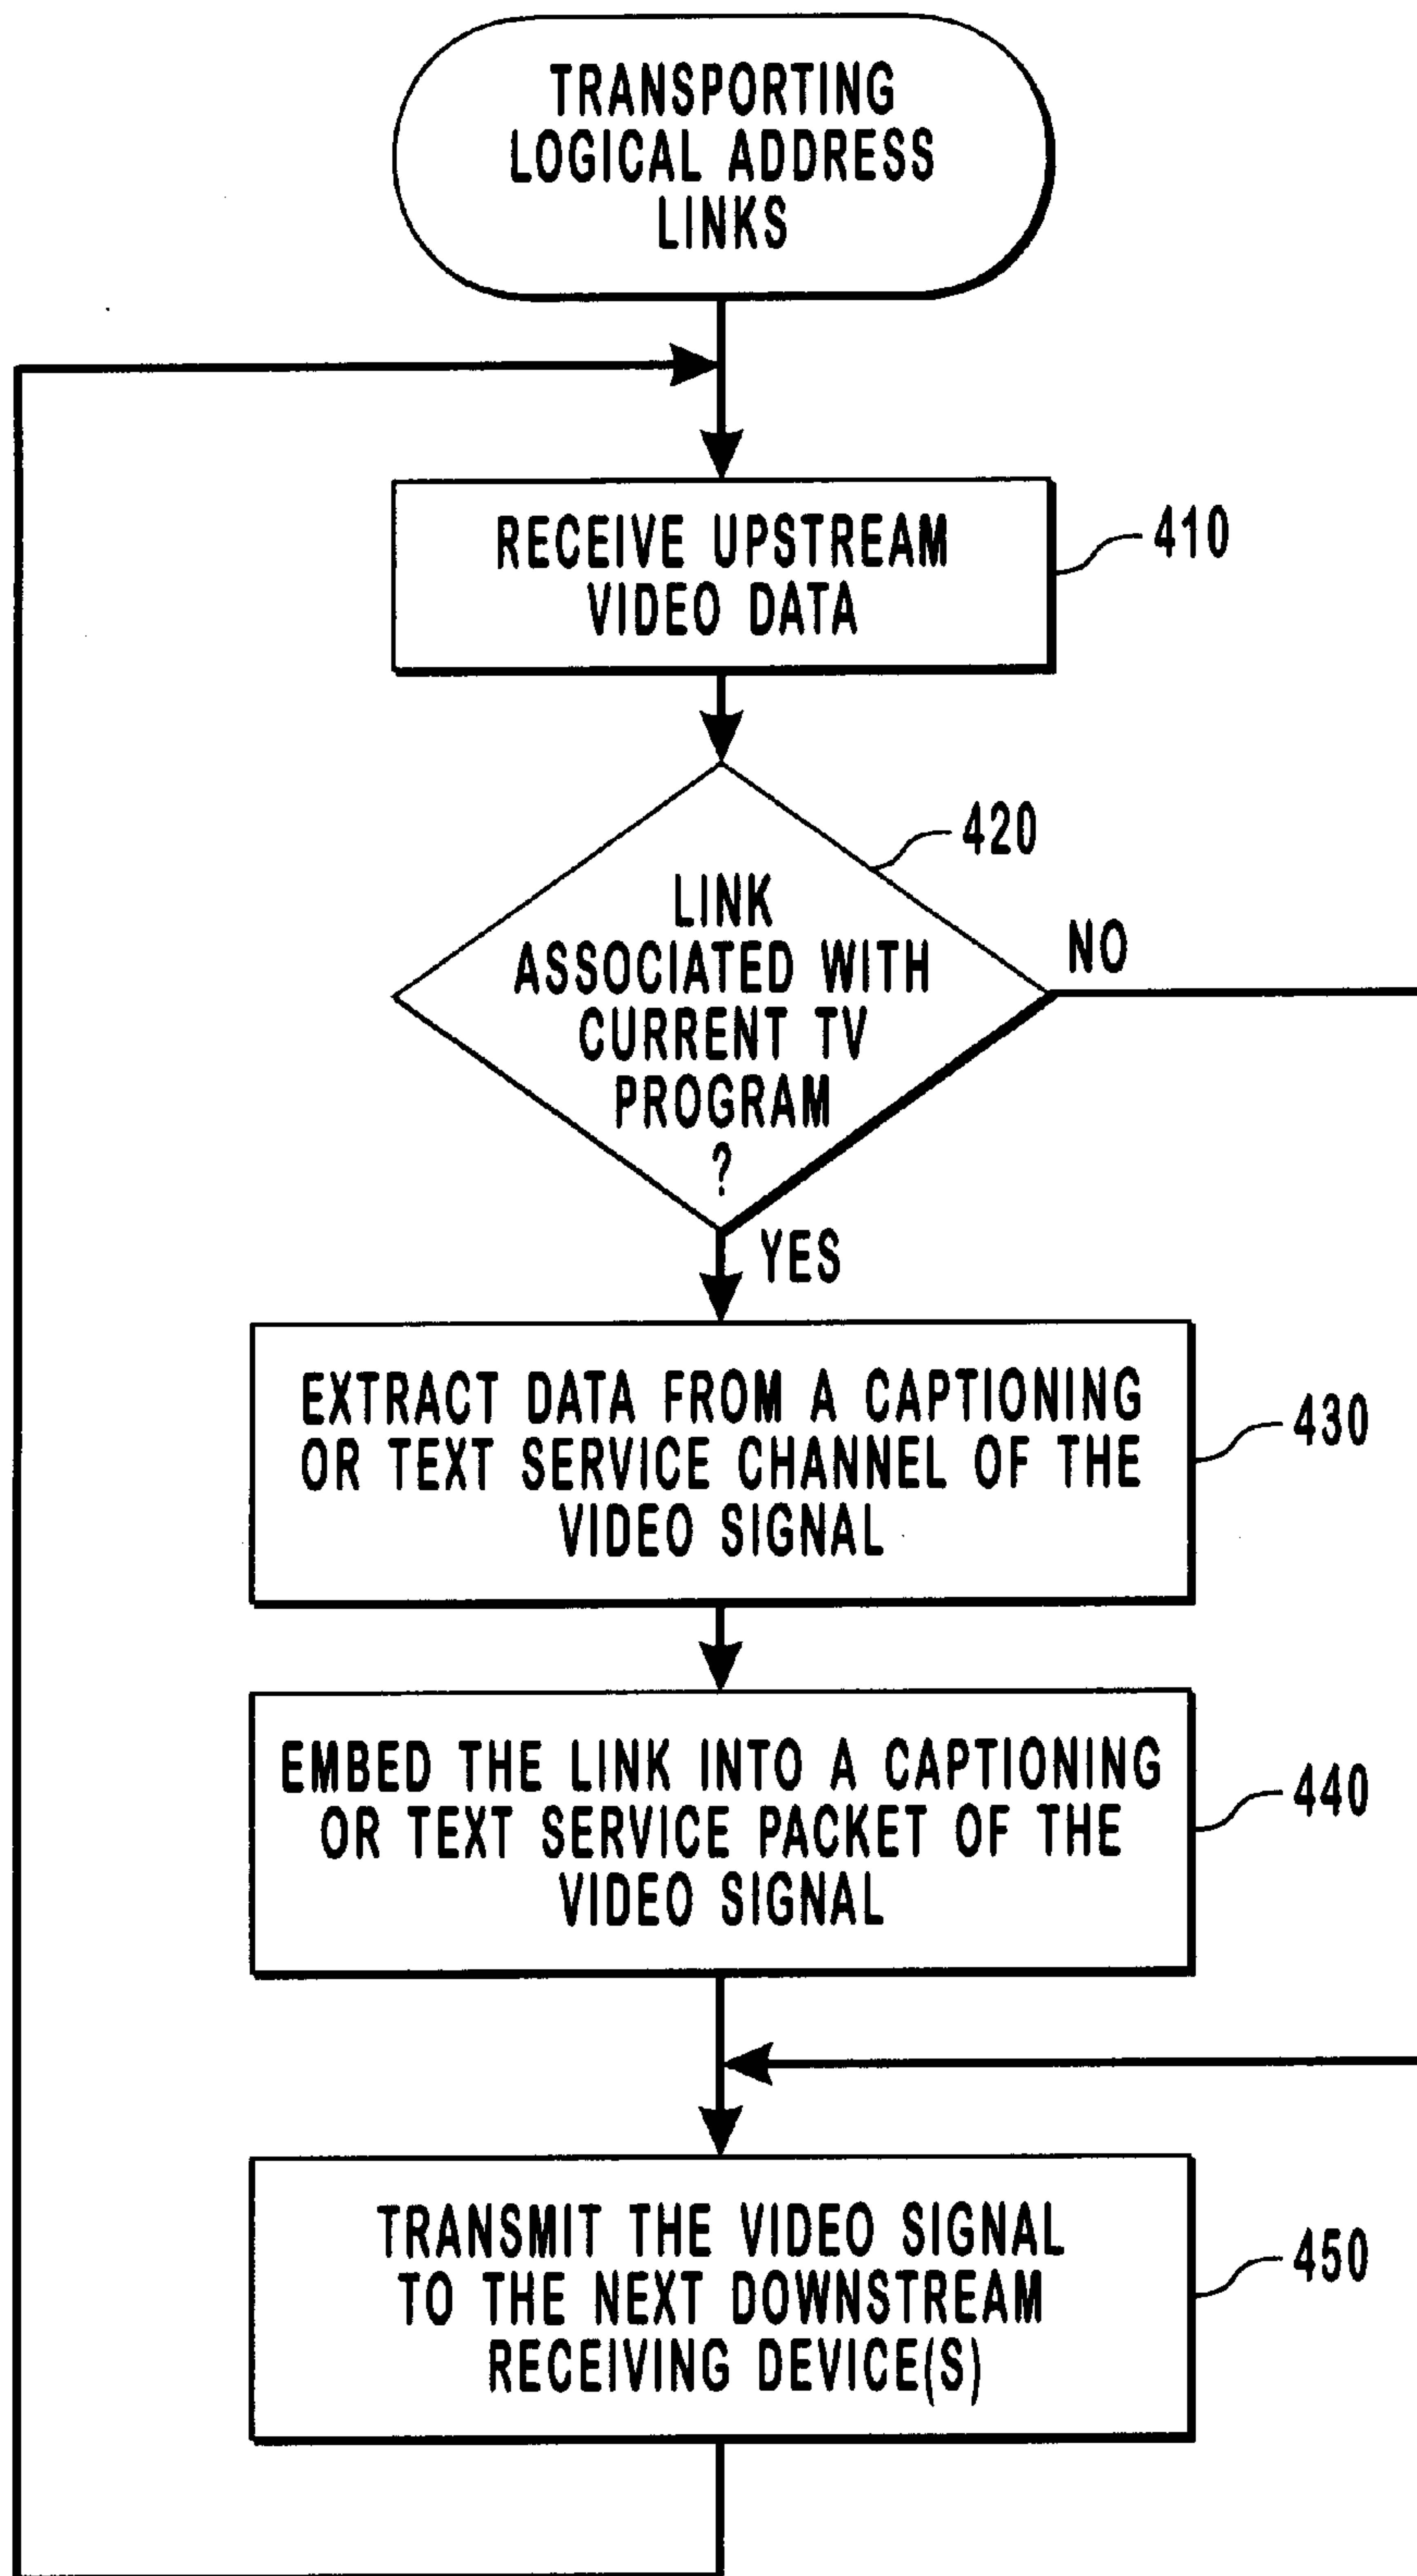 TRANSPORTING
LOGICAL ADDRESS
LINKS
RECEIVE UPSTREAM
VIDEO DATA
410
420
LINK
ASSOCIATED WITH
CURRENT TV
PROGRAM
?
NO
YES
EXTRACT DATA FROM A CAPTIONING
OR TEXT SERVICE CHANNEL OF THE
VIDEO SIGNAL
430
EMBED THE LINK INTO A CAPTIONING
OR TEXT SERVICE PACKET OF THE
VIDEO SIGNAL
440
TRANSMIT THE VIDEO SIGNAL
TO THE NEXT DOWNSTREAM
RECEIVING DEVICE(S)
450